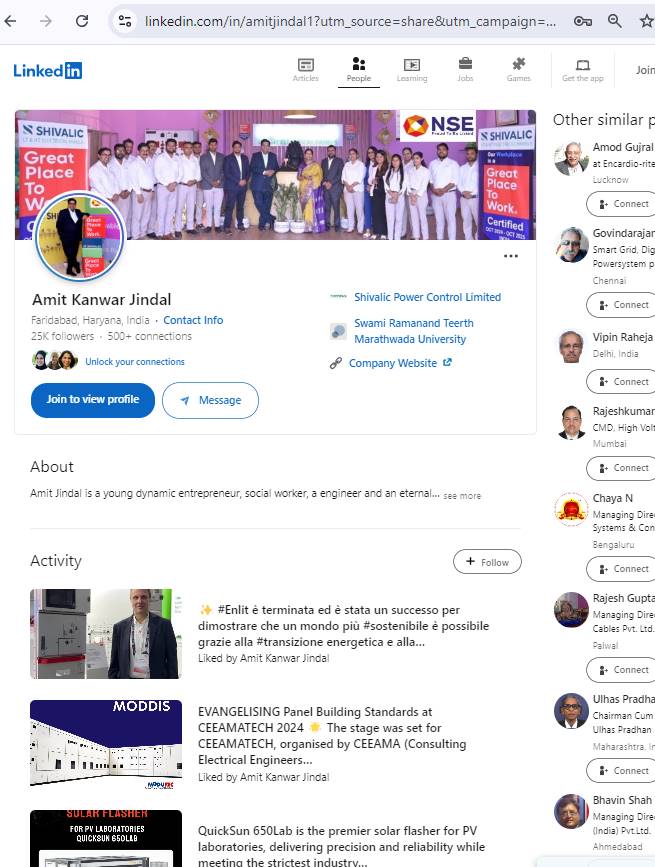 linkedin.com/in/amitjindal1?utm_source=share&utm_campaign=...
Linked in
Articles
People
Learning
Jobs
Games
Get the app
Join
SHIVALIC
Great
Place
To
Work.
NSE
SHIVALIC
Great
Place
To
Work.
Certified
Amit Kanwar Jindal
Faridabad, Haryana, India · Contact Info
25K followers · 500+ connections
Unlock your connections
Join to view profile
Message
Shivalic Power Control Limited
Swami Ramanand Teerth
Marathwada University
Company Website
About
Amit Jindal is a young dynamic entrepreneur, social worker, a engineer and an eternal... see more
Activity
+ Follow
✨ #Enlit è terminata ed è stata un successo per
dimostrare che un mondo più #sostenibile è possibile
grazie alla #transizione energetica e alla...
Liked by Amit Kanwar Jindal
MODDIS
EVANGELISING Panel Building Standards at
CEEAMATECH 2024 🌟 The stage was set for
CEEAMATECH, organised by CEEAMA (Consulting
Electrical Engineers...
Liked by Amit Kanwar Jindal
SOLAR FLASHER
FOR PV LABORATORIES
QUICKSUN 650LAB
QuickSun 650Lab is the premier solar flasher for PV
laboratories, delivering precision and reliability while
meeting the strictest industry...
Other similar p
Amod Gujral
at Encardio-rite
Lucknow
Connect
Govindarajan
Smart Grid, Dig
Powersystem p
Chennai
Connect
Vipin Raheja
Delhi, India
Connect
Rajeshkumar
CMD, High Volt
Mumbai
Connect
Chaya N
Managing Dire
Systems & Con
Bengaluru
Connect
Rajesh Gupta
Managing Dire
Cables Pvt. Ltd.
Palwal
Connect
Ulhas Pradhan
Chairman Cum
Ulhas Pradhan
Maharashtra, In
Connect
Bhavin Shah
Managing Dire
(India) Pvt.Ltd.
Ahmedabad